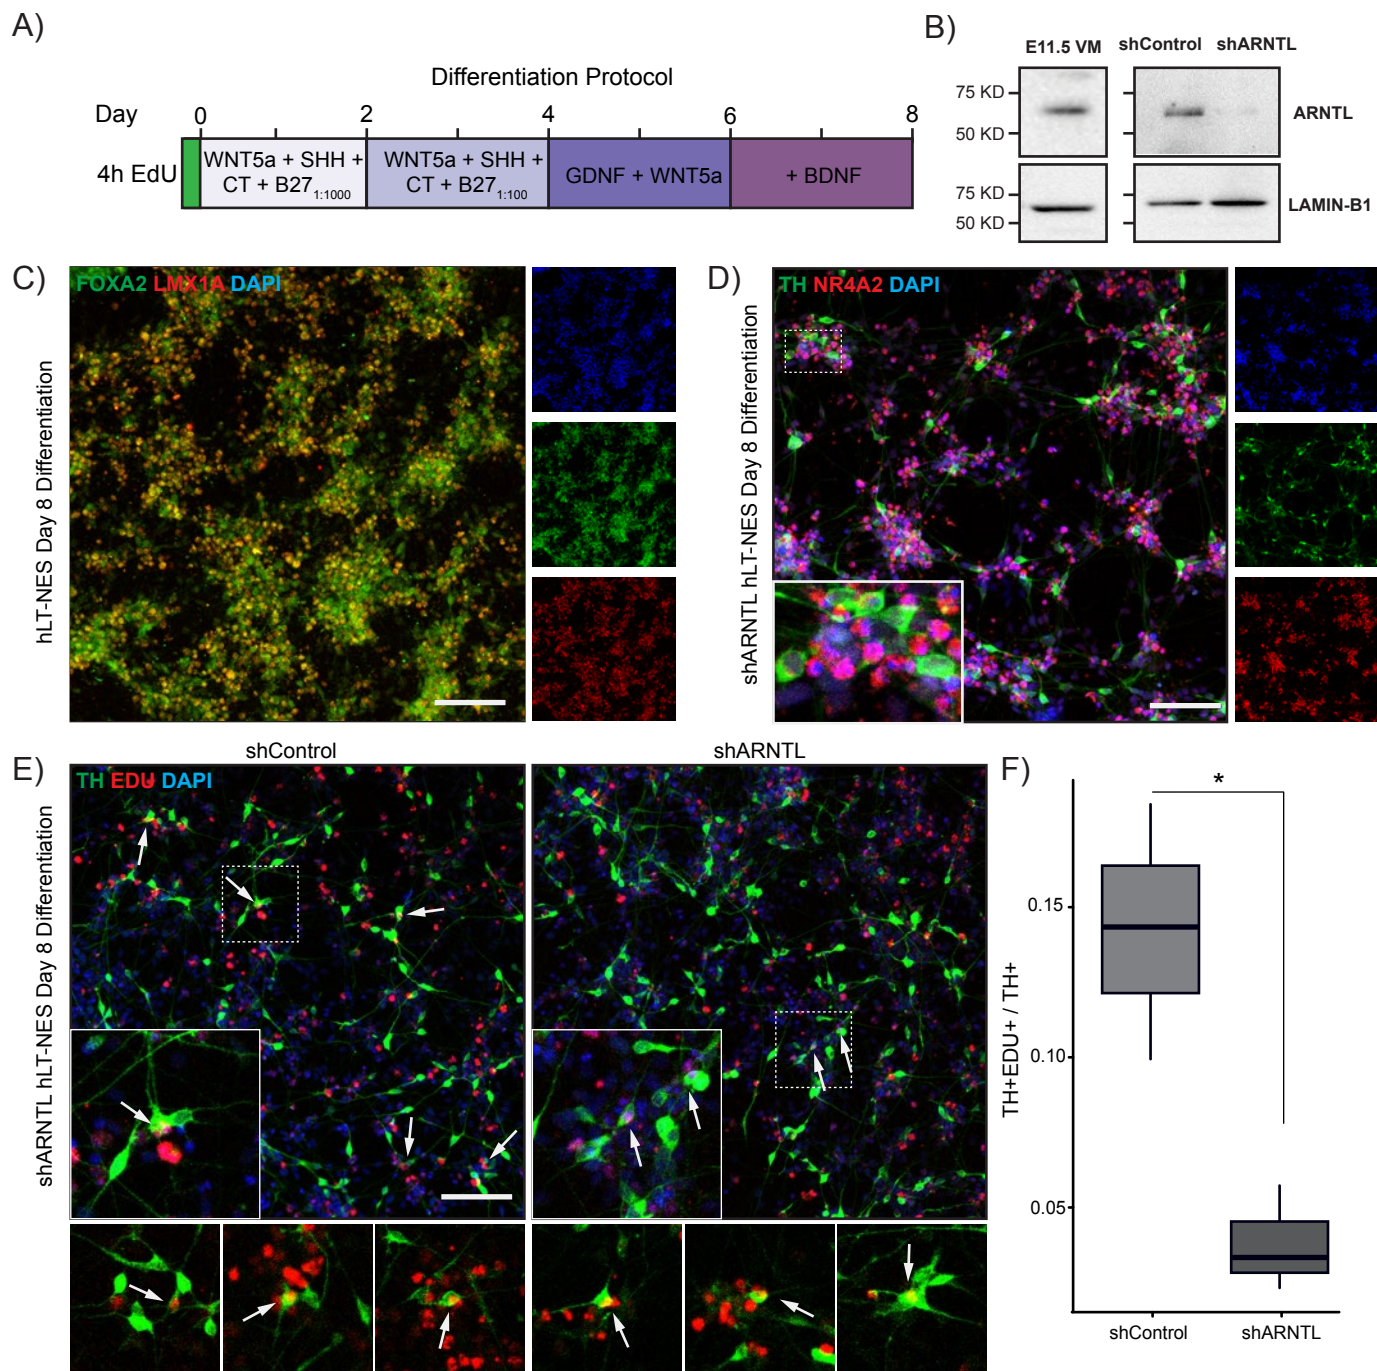 A)
Differentiation Protocol
Day 0 2 4 6 8
4h EdU
WNT5a + SHH +
CT + B27 1:1000
WNT5a + SHH +
CT + B27 1:100
GDNF + WNT5a
+ BDNF
B)
E11.5 VM shControl shARNTL
75 KD
50 KD
ARNTL
75 KD
50 KD
LAMIN-B1
C)
hLT-NES Day 8 Differentiation
FOXA2 LMX1A DAPI
D)
shARNTL hLT-NES Day 8 Differentiation
TH NR4A2 DAPI
E)
shControl
shARNTL
shARNTL hLT-NES Day 8 Differentiation
TH EDU DAPI
F)
*
TH+EDU+ / TH+
0.15
0.10
0.05
shControl shARNTL